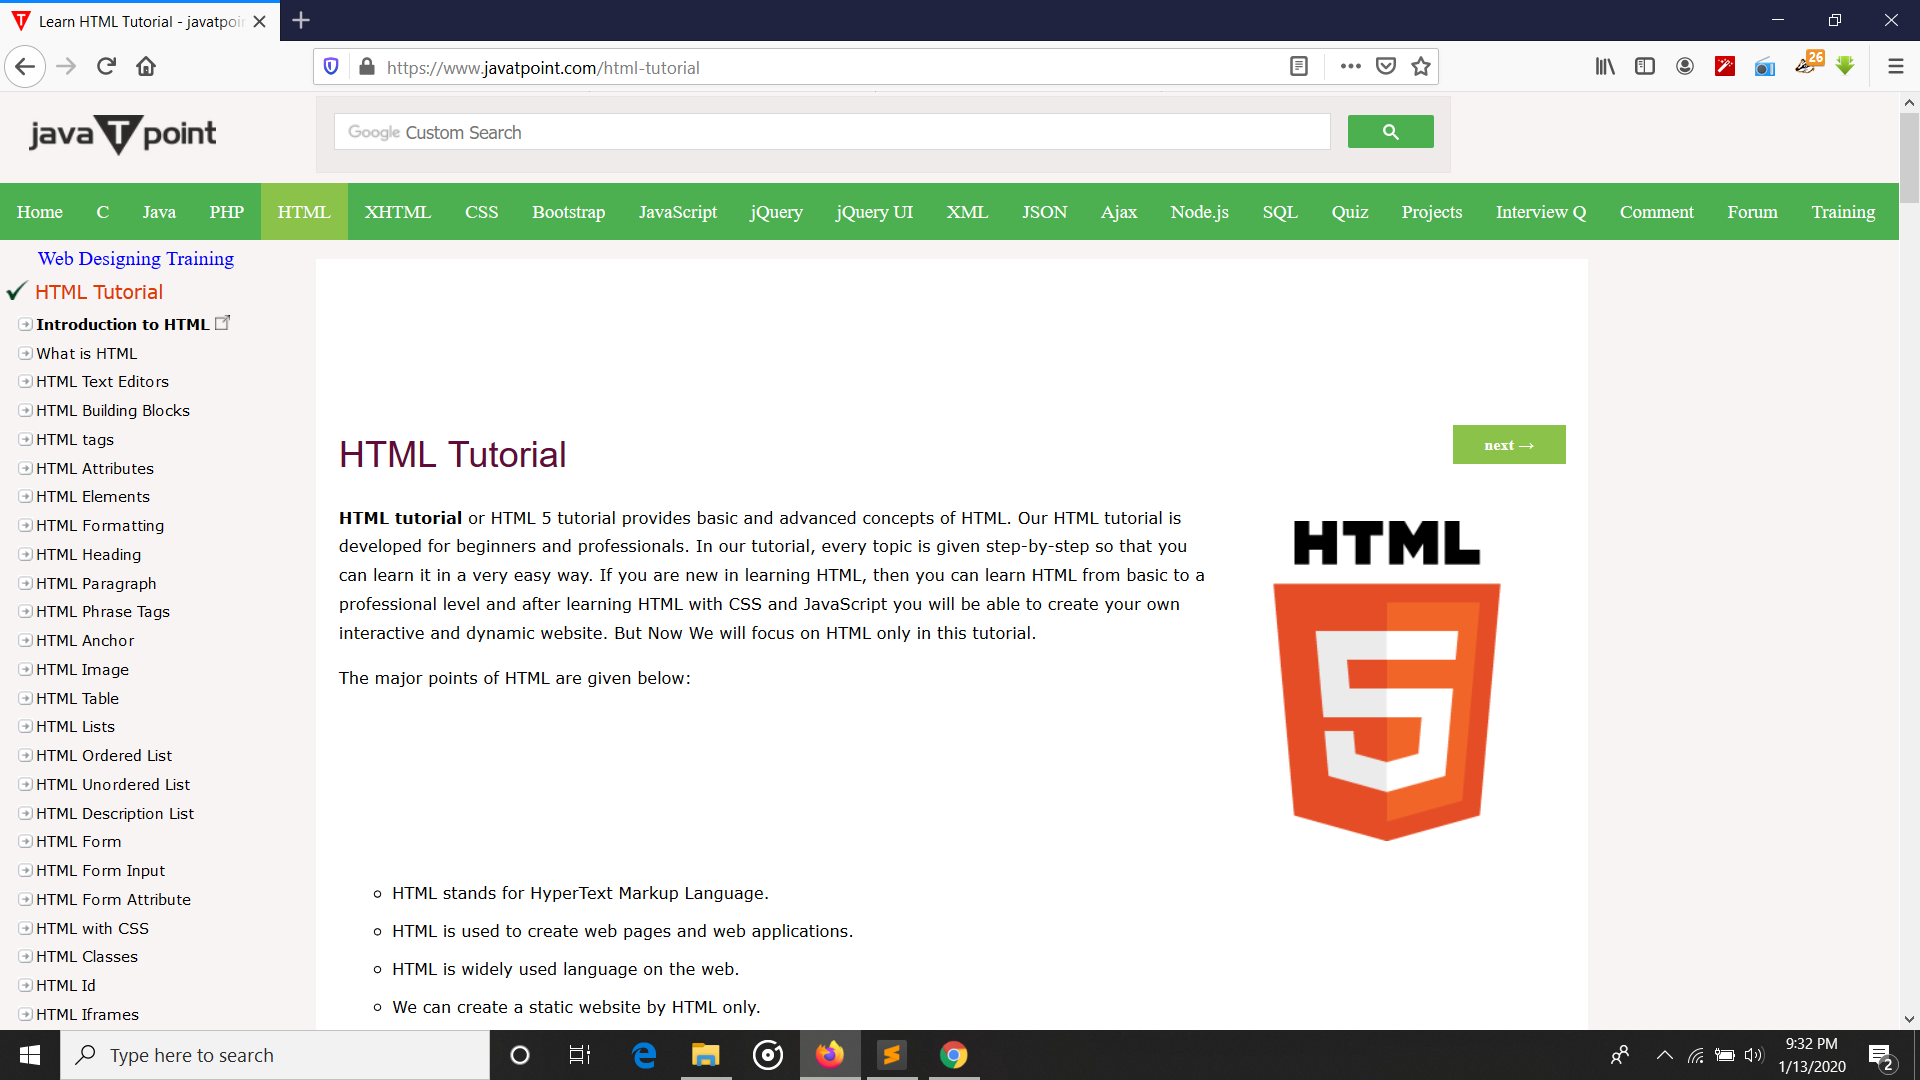 Learn HTML Tutorial - javatpoin
https://www.javatpoint.com/html-tutorial
26
javaTpoint
Google Custom Search
Home C Java PHP HTML XHTML CSS Bootstrap JavaScript jQuery jQuery UI XML JSON Ajax Node.js SQL Quiz Projects Interview Q Comment Forum Training
Web Designing Training
HTML Tutorial
Introduction to HTML
What is HTML
HTML Text Editors
HTML Building Blocks
HTML tags
HTML Attributes
HTML Elements
HTML Formatting
HTML Heading
HTML Paragraph
HTML Phrase Tags
HTML Anchor
HTML Image
HTML Table
HTML Lists
HTML Ordered List
HTML Unordered List
HTML Description List
HTML Form
HTML Form Input
HTML Form Attribute
HTML with CSS
HTML Classes
HTML Id
HTML Iframes
HTML Tutorial
next →
HTML tutorial or HTML 5 tutorial provides basic and advanced concepts of HTML. Our HTML tutorial is
developed for beginners and professionals. In our tutorial, every topic is given step-by-step so that you
can learn it in a very easy way. If you are new in learning HTML, then you can learn HTML from basic to a
professional level and after learning HTML with CSS and JavaScript you will be able to create your own
interactive and dynamic website. But Now We will focus on HTML only in this tutorial.
The major points of HTML are given below:
HTML
5
HTML stands for HyperText Markup Language.
HTML is used to create web pages and web applications.
HTML is widely used language on the web.
We can create a static website by HTML only.
Type here to search
9:32 PM
1/13/2020
2